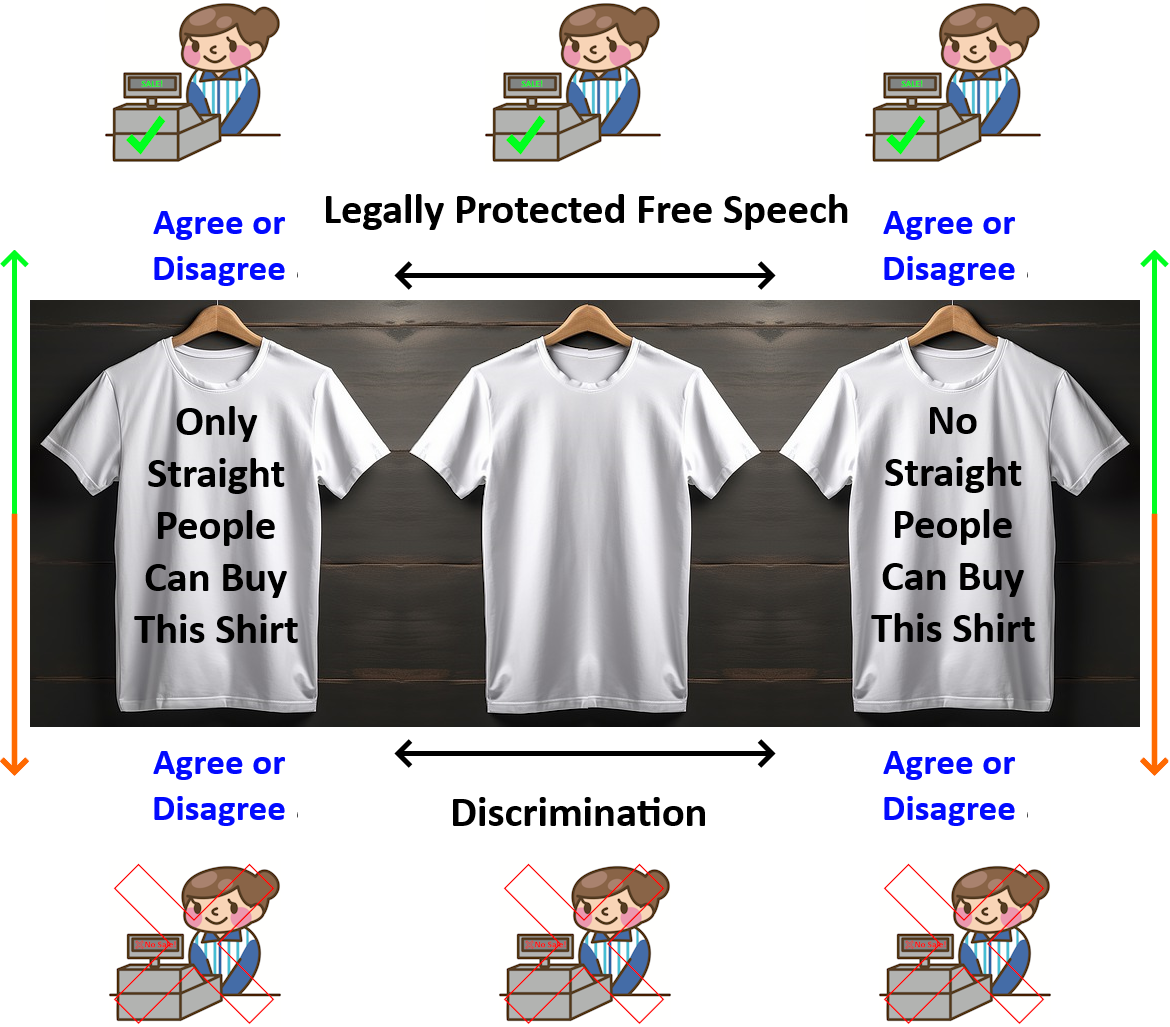 SALE!
SALE!
SALE!
Legally Protected Free Speech
Agree or
Disagree
Agree or
Disagree
Only
Straight
People
Can Buy
This Shirt
No
Straight
People
Can Buy
This Shirt
Agree or
Disagree
Agree or
Disagree
Discrimination
No Sale
No Sale
No Sale